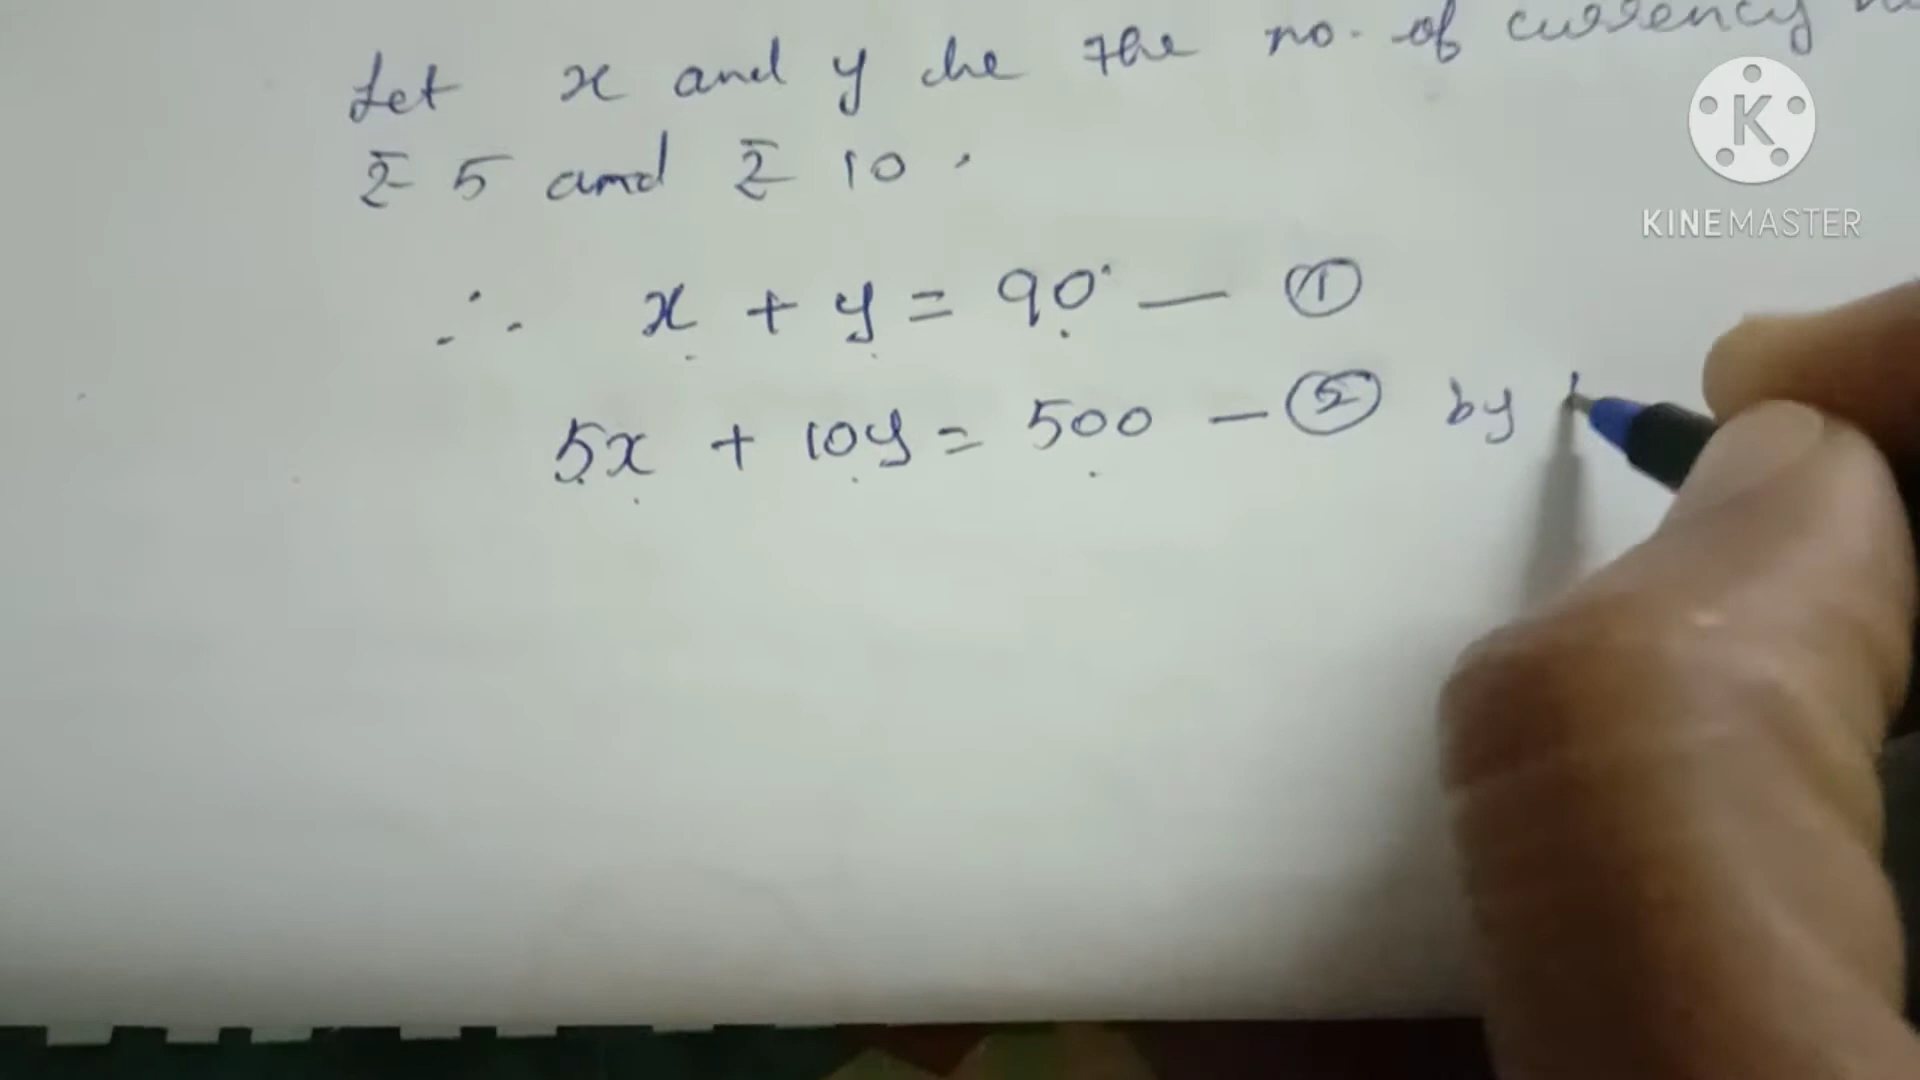 Let x and y be the no. of currency
₹ 5 and ₹ 10.
∴ x + y = 90 — ①
5x + 10y = 500 — ② by
K
KINEMASTER